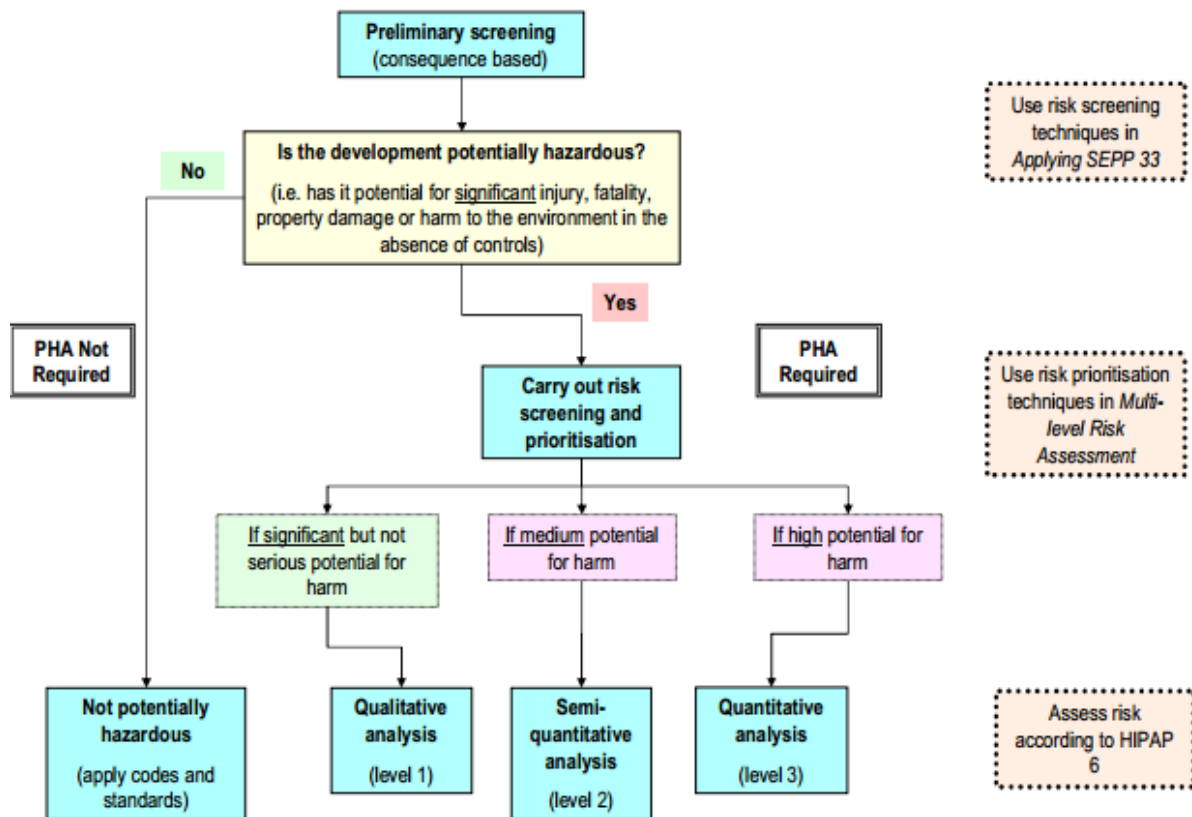 Preliminary screening
(consequence based)
Use risk screening
techniques in
Applying SEPP 33
Is the development potentially hazardous?
(i.e. has it potential for significant injury, fatality,
property damage or harm to the environment in the
absence of controls)
No
Yes
PHA Not
Required
PHA
Required
Carry out risk
screening and
prioritisation
Use risk prioritisation
techniques in Multi-
level Risk
Assessment
If significant but not
serious potential for
harm
If medium potential
for harm
If high potential for
harm
Not potentially
hazardous
(apply codes and
standards)
Qualitative
analysis
(level 1)
Semi-
quantitative
analysis
(level 2)
Quantitative
analysis
(level 3)
Assess risk
according to HIPAP
6